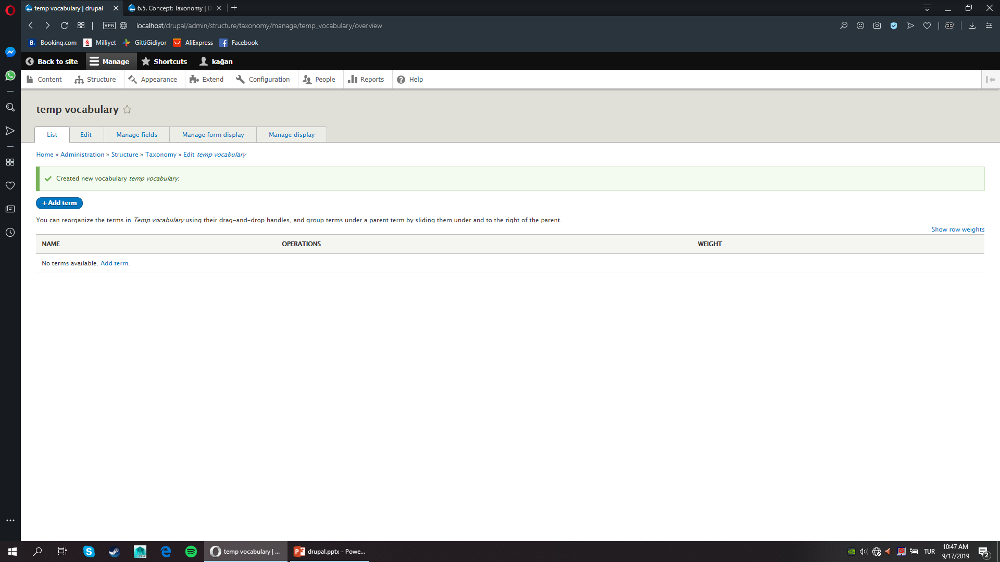 temp vocabulary | drupal
6.5. Concept: Taxonomy | D
VPN
localhost/drupal/admin/structure/taxonomy/manage/temp_vocabulary/overview
B. Booking.com
Milliyet
GittiGidiyor
AliExpress
Facebook
Back to site
Manage
Shortcuts
kağan
Content
Structure
Appearance
Extend
Configuration
People
Reports
Help
temp vocabulary
List
Edit
Manage fields
Manage form display
Manage display
Home » Administration » Structure » Taxonomy » Edit temp vocabulary
Created new vocabulary temp vocabulary.
+ Add term
You can reorganize the terms in Temp vocabulary using their drag-and-drop handles, and group terms under a parent term by sliding them under and to the right of the parent.
Show row weights
NAME
OPERATIONS
WEIGHT
No terms available. Add term.
temp vocabulary | ...
drupal.pptx - Powe...
TUR
10:47 AM
9/17/2019
2